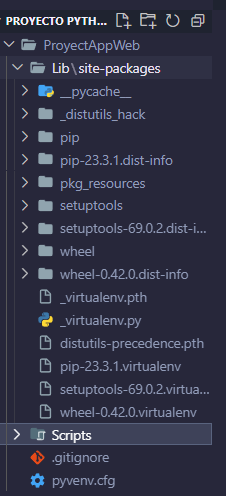 PROYECTO PYTH...
ProyectAppWeb
Lib\site-packages
__pycache__
_distutils_hack
pip
pip-23.3.1.dist-info
pkg_resources
setuptools
setuptools-69.0.2.dist-i...
wheel
wheel-0.42.0.dist-info
_virtualenv.pth
_virtualenv.py
distutils-precedence.pth
pip-23.3.1.virtualenv
setuptools-69.0.2.virtua...
wheel-0.42.0.virtualenv
Scripts
.gitignore
pyvenv.cfg